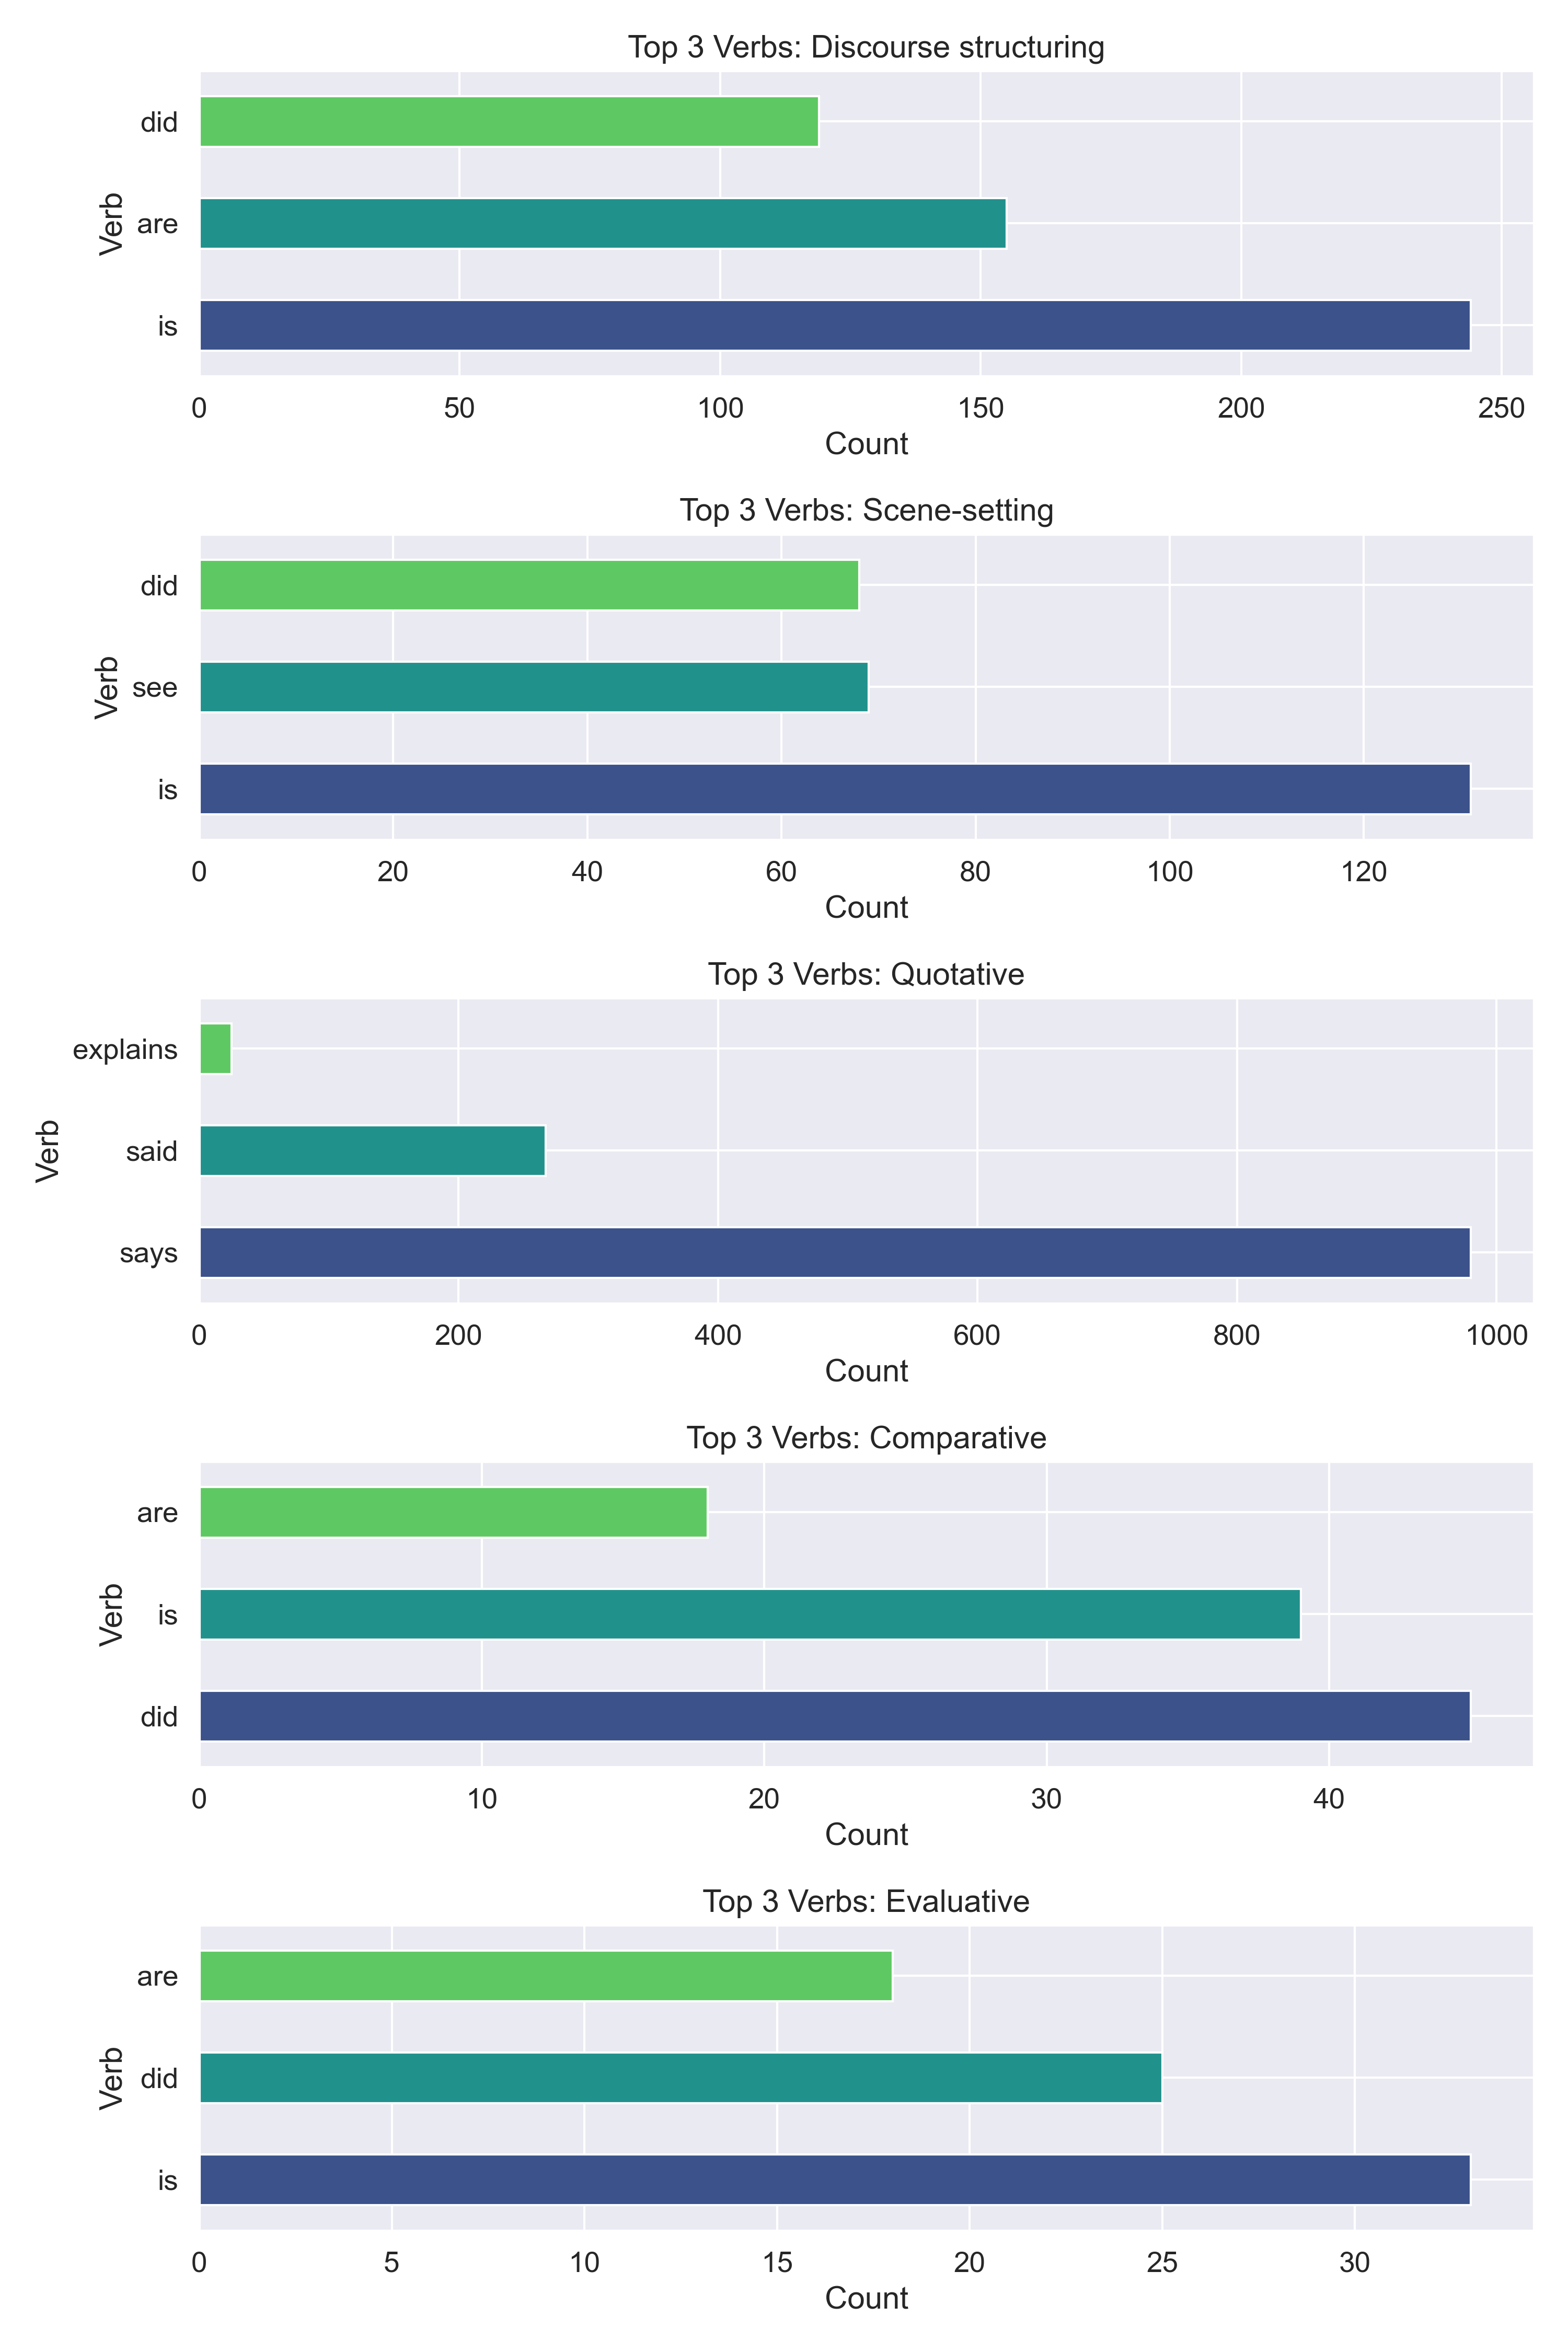 Top 3 Verbs: Discourse structuring
did
are
is
Verb
0 50 100 150 200 250
Count
Top 3 Verbs: Scene-setting
did
see
is
Verb
0 20 40 60 80 100 120
Count
Top 3 Verbs: Quotative
explains
said
says
Verb
0 200 400 600 800 1000
Count
Top 3 Verbs: Comparative
are
is
did
Verb
0 10 20 30 40
Count
Top 3 Verbs: Evaluative
are
did
is
Verb
0 5 10 15 20 25 30
Count